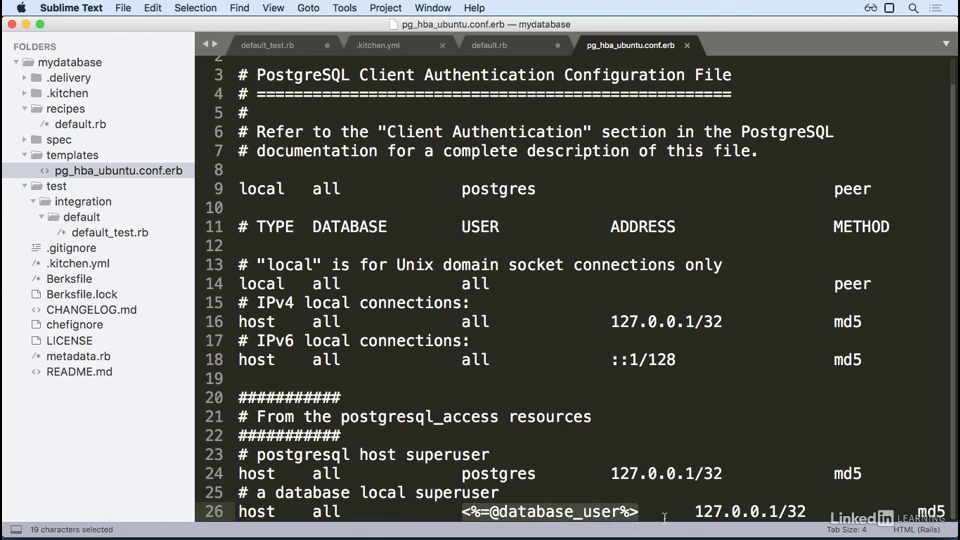 Sublime Text File Edit Selection Find View Goto Tools Project Window Help
pg_hba_ubuntu.conf.erb — mydatabase
FOLDERS
mydatabase
.delivery
.kitchen
recipes
default.rb
spec
templates
pg_hba_ubuntu.conf.erb
test
integration
default
default_test.rb
.gitignore
.kitchen.yml
Berksfile
Berksfile.lock
CHANGELOG.md
chefignore
LICENSE
metadata.rb
README.md
default_test.rb .kitchen.yml default.rb pg_hba_ubuntu.conf.erb
2
3 # PostgreSQL Client Authentication Configuration File
4 # ===================================================
5 #
6 # Refer to the "Client Authentication" section in the PostgreSQL
7 # documentation for a complete description of this file.
8
9 local all postgres peer
10
11 # TYPE DATABASE USER ADDRESS METHOD
12
13 # "local" is for Unix domain socket connections only
14 local all all peer
15 # IPv4 local connections:
16 host all all 127.0.0.1/32 md5
17 # IPv6 local connections:
18 host all all ::1/128 md5
19
20 ###########
21 # From the postgresql_access resources
22 ###########
23 # postgresql host superuser
24 host all postgres 127.0.0.1/32 md5
25 # a database local superuser
26 host all <%=@database_user%> 127.0.0.1/32 md5
19 characters selected Tab Size: 4 HTML (Rails)
LinkedIn LEARNING